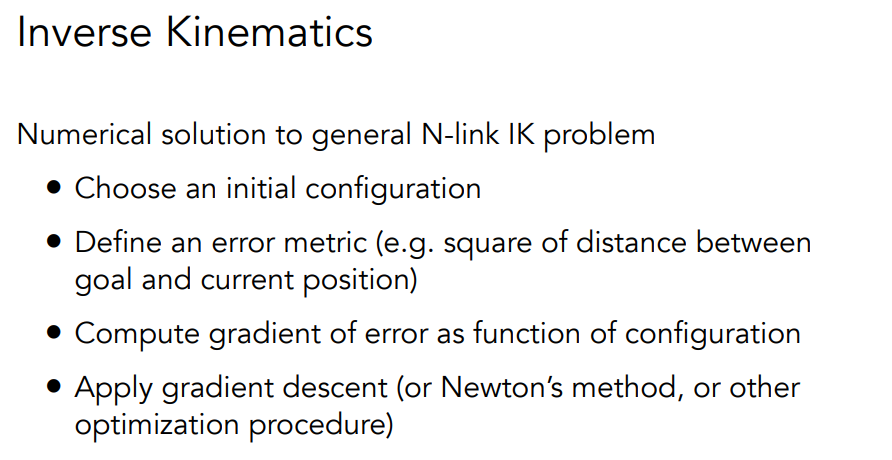 Inverse Kinematics
Numerical solution to general N-link IK problem
● Choose an initial configuration
● Define an error metric (e.g. square of distance between
goal and current position)
● Compute gradient of error as function of configuration
● Apply gradient descent (or Newton’s method, or other
optimization procedure)